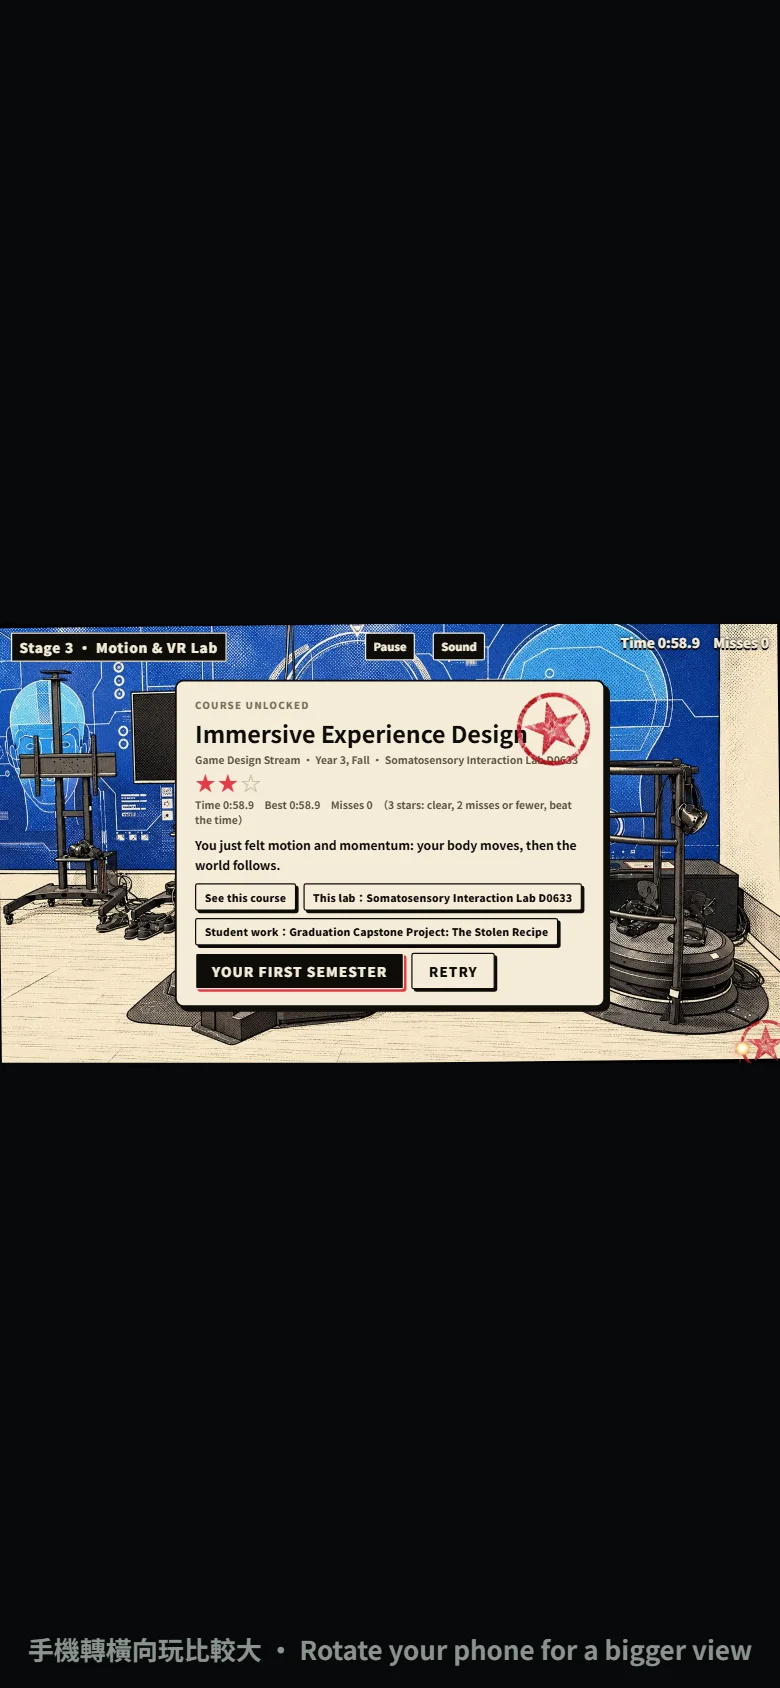 Stage 3 · Motion & VR Lab
Pause
Sound
Time 0:58.9 Misses 0
COURSE UNLOCKED
Immersive Experience Design
Game Design Stream · Year 3, Fall · Somatosensory Interaction Lab D0633
Time 0:58.9 Best 0:58.9 Misses 0 （3 stars: clear, 2 misses or fewer, beat
the time）
You just felt motion and momentum: your body moves, then the
world follows.
See this course
This lab：Somatosensory Interaction Lab D0633
Student work：Graduation Capstone Project: The Stolen Recipe
YOUR FIRST SEMESTER
RETRY
手機轉橫向玩比較大 · Rotate your phone for a bigger view